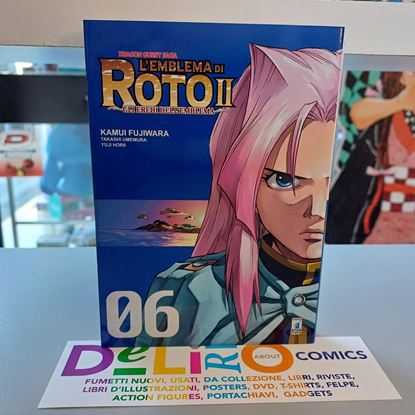 DRAGON QUEST SAGA
L'EMBLEMA DI
ROTO II
GLI EREDI DELL'EMBLEMA
KAMUI FUJIWARA
TAKASHI UMEMURA
YUJI HORII
06
DeLiRiO ABOUT COMICS
FUMETTI NUOVI, USATI, DA COLLEZIONE, LIBRI, RIVISTE,
LIBRI D'ILLUSTRAZIONI, POSTERS, DVD, T-SHIRTS, FELPE,
ACTION FIGURES, PORTACHIAVI, GADGETS